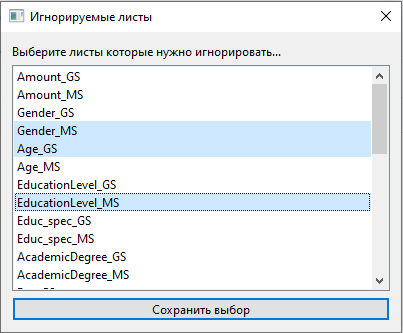 Игнорируемые листы
Выберите листы которые нужно игнорировать...
Amount_GS
Amount_MS
Gender_GS
Gender_MS
Age_GS
Age_MS
EducationLevel_GS
EducationLevel_MS
Educ_spec_GS
Educ_spec_MS
AcademicDegree_GS
AcademicDegree_MS
Сохранить выбор